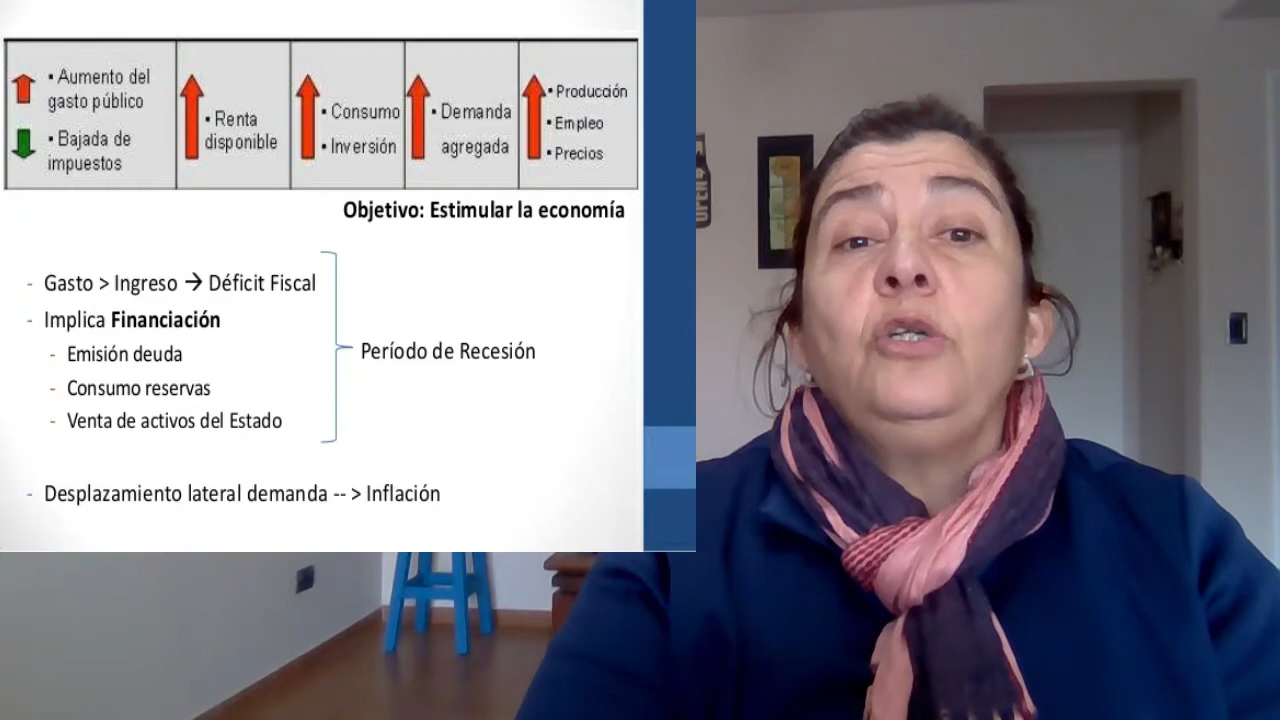 ▪ Aumento del
gasto público
▪ Bajada de
impuestos
▪ Renta
disponible
▪ Consumo
▪ Inversión
▪ Demanda
agregada
▪ Producción
▪ Empleo
▪ Precios
Objetivo: Estimular la economía
- Gasto > Ingreso → Déficit Fiscal
- Implica Financiación
- Emisión deuda
- Consumo reservas
- Venta de activos del Estado
Período de Recesión
- Desplazamiento lateral demanda -- > Inflación
OPEN